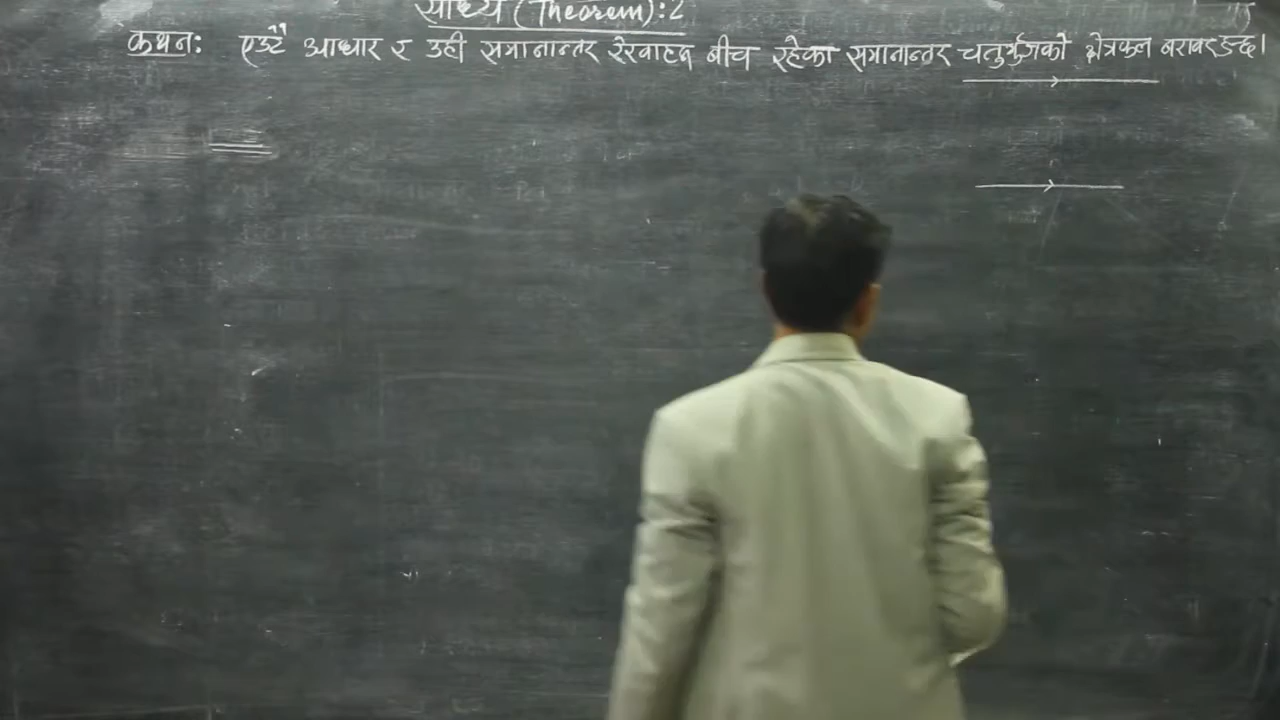 साध्य (Theorem):2
कथन: एउटै आधार र उही समानान्तर रेखाहरु बीच रहेका समानान्तर चतुर्भुजको क्षेत्रफल बराबर हुन्छ।